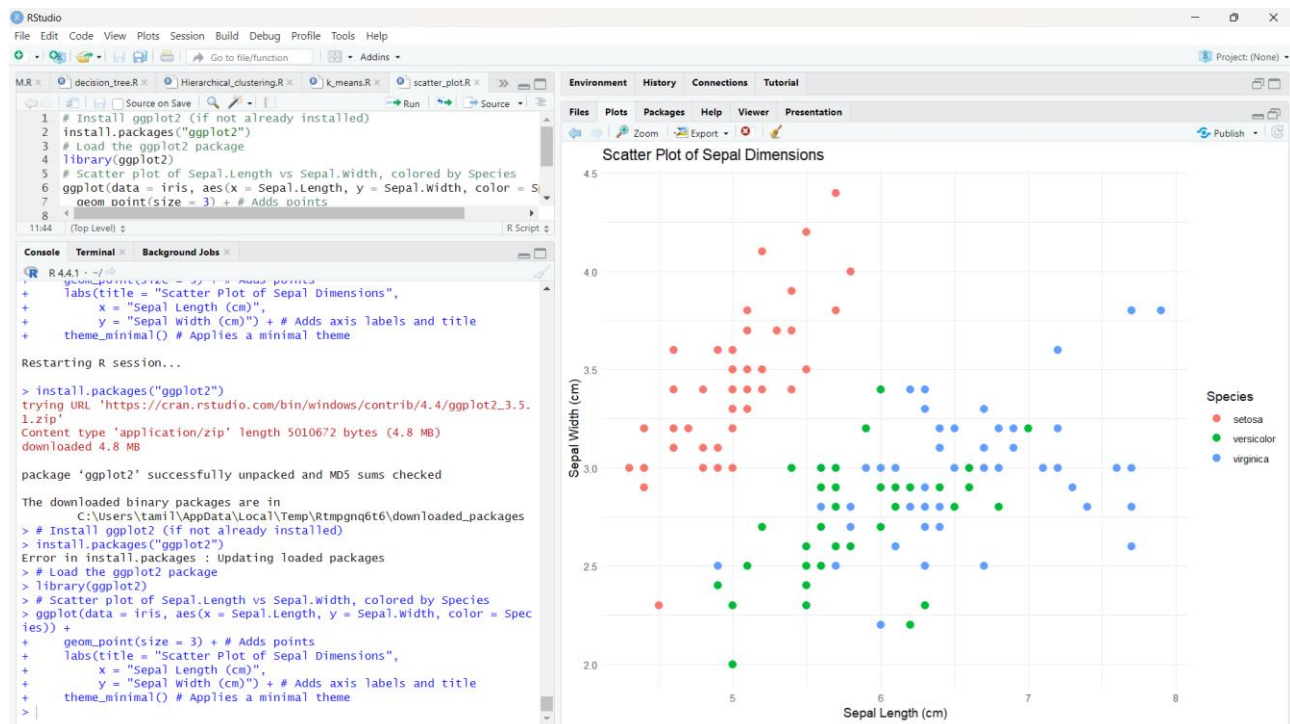 RStudio
File Edit Code View Plots Session Build Debug Profile Tools Help
Go to file/function Addins Project: (None)
M.R decision_tree.R Hierarchical_clustering.R k_means.R scatter_plot.R
Source on Save Run Source
1 # Install ggplot2 (if not already installed)
2 install.packages("ggplot2")
3 # Load the ggplot2 package
4 library(ggplot2)
5 # Scatter plot of Sepal.Length vs Sepal.Width, colored by Species
6 ggplot(data = iris, aes(x = Sepal.Length, y = Sepal.Width, color = S
7 geom_point(size = 3) + # Adds points
8
11:44 (Top Level) R Script
Console Terminal Background Jobs
R 4.4.1 · ~/
+ geom_point(size = 3) + # Adds points
+ labs(title = "Scatter Plot of Sepal Dimensions",
+ x = "Sepal Length (cm)",
+ y = "Sepal Width (cm)") + # Adds axis labels and title
+ theme_minimal() # Applies a minimal theme
Restarting R session...
> install.packages("ggplot2")
trying URL 'https://cran.rstudio.com/bin/windows/contrib/4.4/ggplot2_3.5.
1.zip'
Content type 'application/zip' length 5010672 bytes (4.8 MB)
downloaded 4.8 MB
package ‘ggplot2’ successfully unpacked and MD5 sums checked
The downloaded binary packages are in
C:\Users\tamil\AppData\Local\Temp\Rtmpgnq6t6\downloaded_packages
> # Install ggplot2 (if not already installed)
> install.packages("ggplot2")
Error in install.packages : Updating loaded packages
> # Load the ggplot2 package
> library(ggplot2)
> # Scatter plot of Sepal.Length vs Sepal.Width, colored by Species
> ggplot(data = iris, aes(x = Sepal.Length, y = Sepal.Width, color = Spec
ies)) +
+ geom_point(size = 3) + # Adds points
+ labs(title = "Scatter Plot of Sepal Dimensions",
+ x = "Sepal Length (cm)",
+ y = "Sepal Width (cm)") + # Adds axis labels and title
+ theme_minimal() # Applies a minimal theme
>
Environment History Connections Tutorial
Files Plots Packages Help Viewer Presentation
Zoom Export Publish
Scatter Plot of Sepal Dimensions
4.5
4.0
3.5
3.0
2.5
2.0
Sepal Width (cm)
5 6 7 8
Sepal Length (cm)
Species
setosa
versicolor
virginica